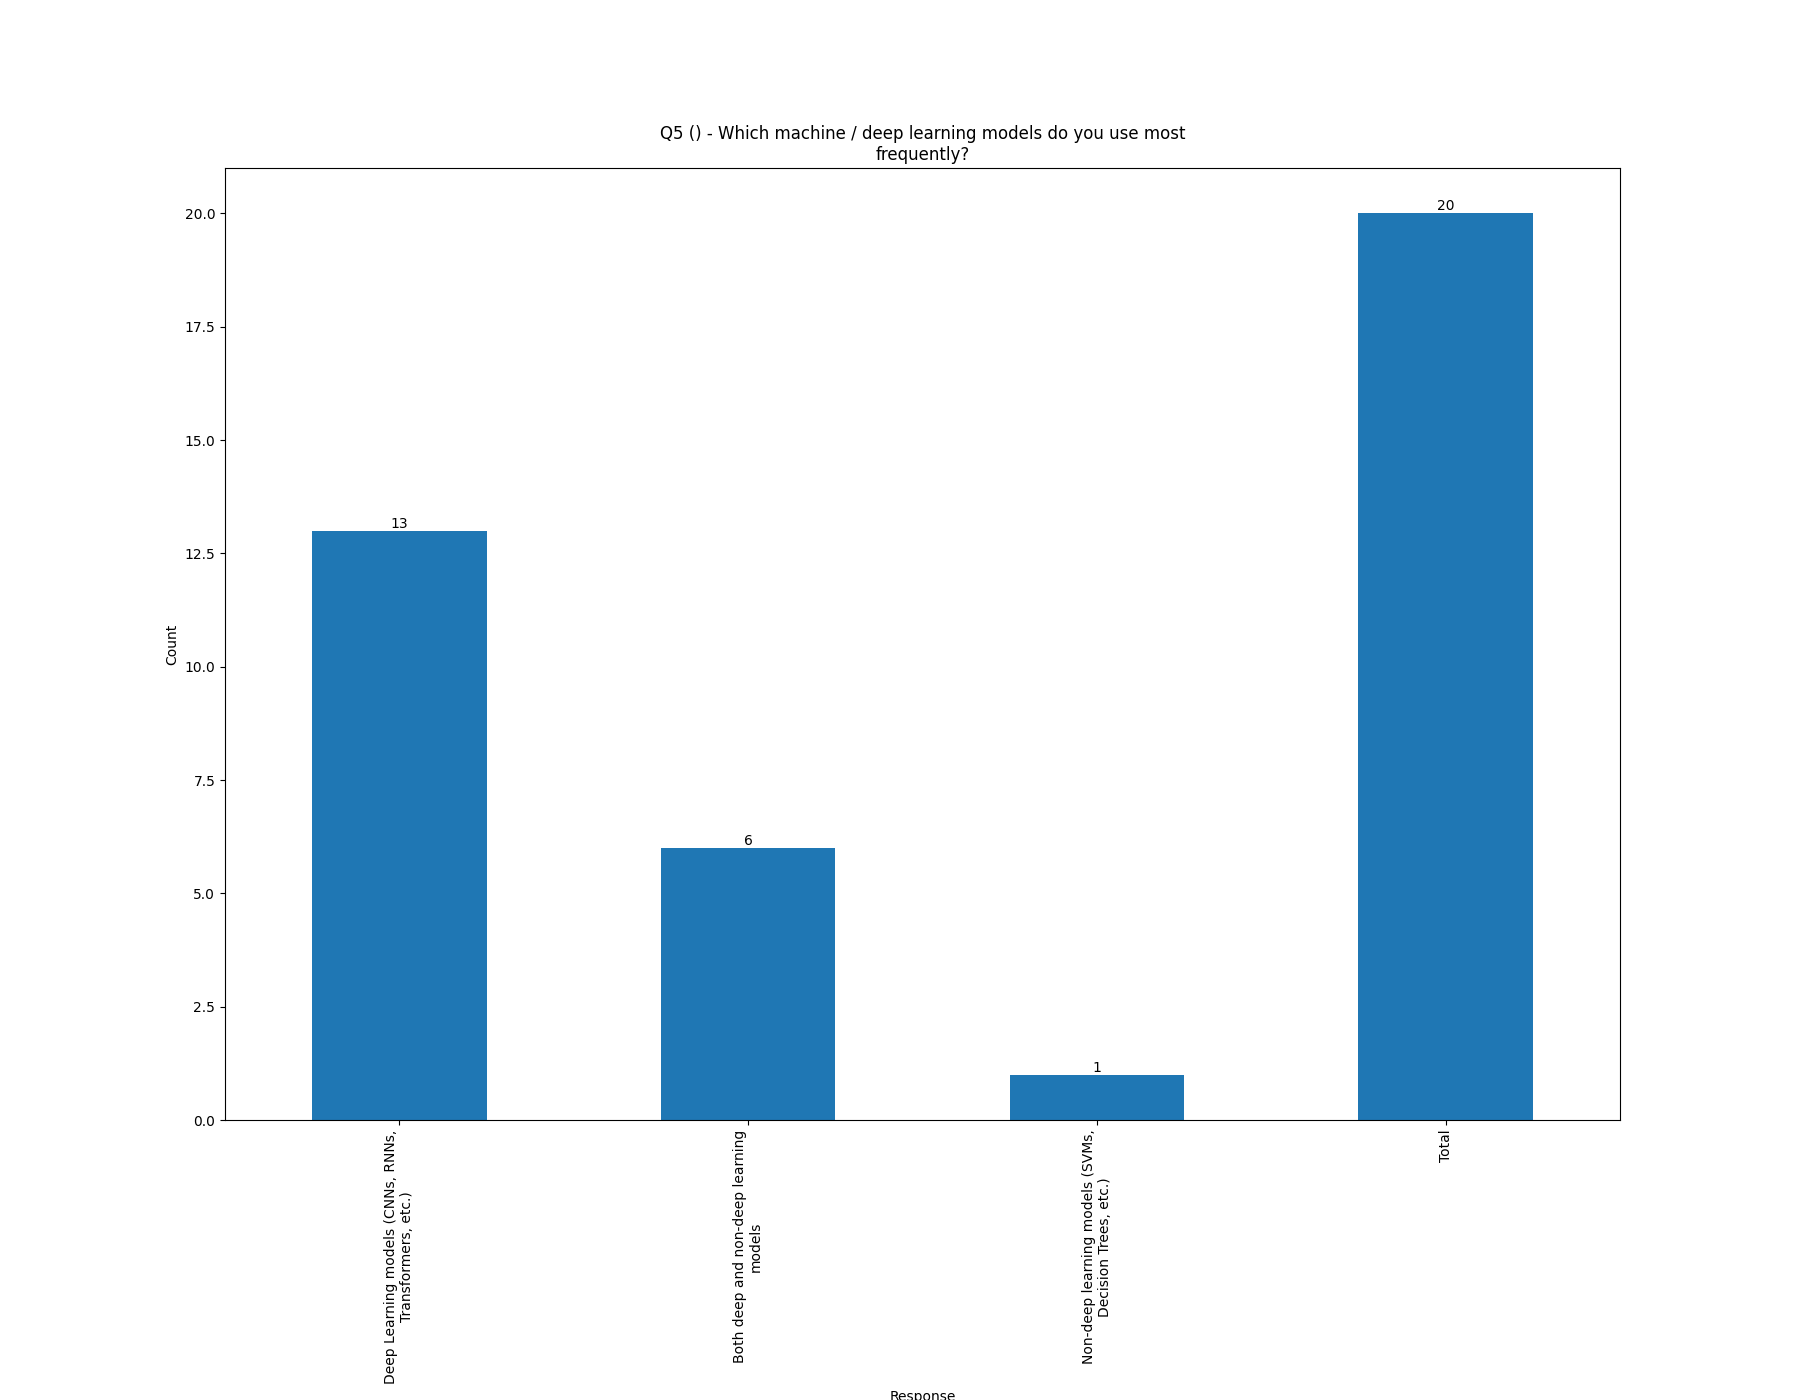 Q5 () - Which machine / deep learning models do you use most
frequently?
20.0
17.5
15.0
12.5
10.0
7.5
5.0
2.5
0.0
Count
13
6
1
20
Deep Learning models (CNNs, RNNs,
Transformers, etc.)
Both deep and non-deep learning
models
Non-deep learning models (SVMs,
Decision Trees, etc.)
Total
Response